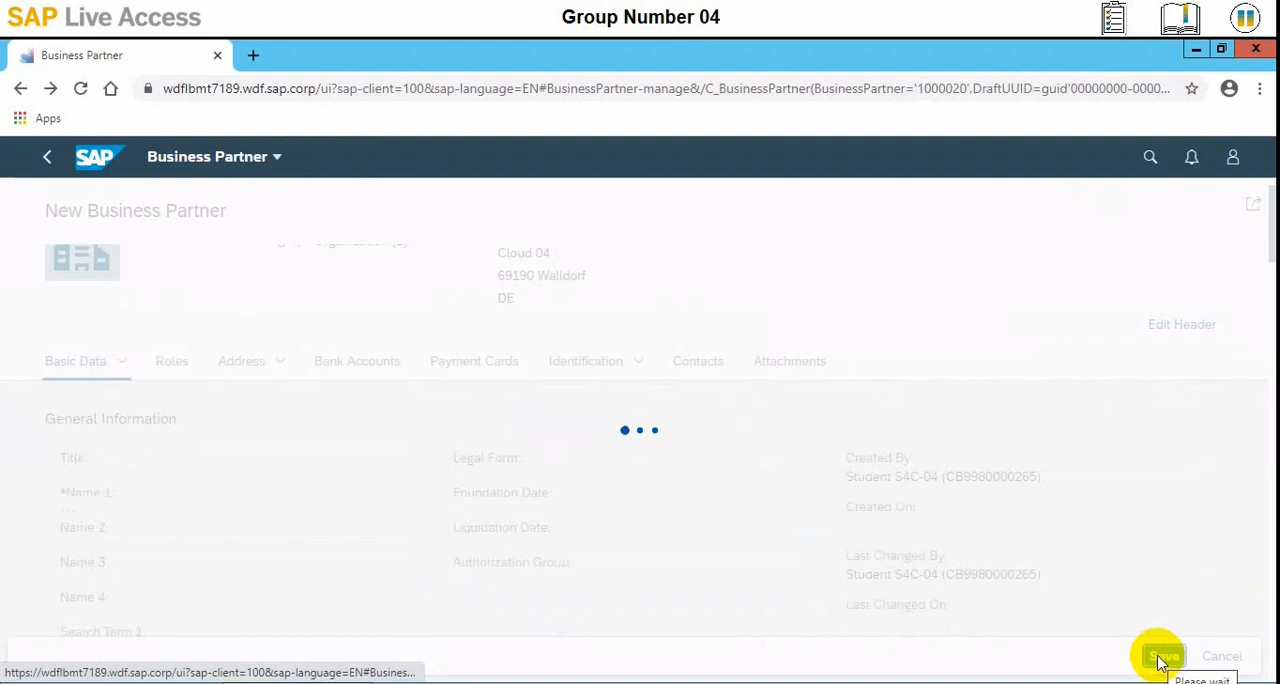 SAP Live Access
Group Number 04
Business Partner
wdflbmt7189.wdf.sap.corp/ui?sap-client=100&sap-language=EN#BusinessPartner-manage&/C_BusinessPartner(BusinessPartner='1000020',DraftUUID=guid'00000000-0000...
Apps
SAP
Business Partner
New Business Partner
Cloud 04
69190 Walldorf
DE
Edit Header
Basic Data
Roles
Address
Bank Accounts
Payment Cards
Identification
Contacts
Attachments
General Information
Title:
*Name 1:
Name 2:
Name 3
Name 4
Search Term 1
Legal Form:
Foundation Date:
Liquidation Date:
Authorization Group
Created By:
Student S4C-04 (CB9980000265)
Created On:
Last Changed By
Student S4C-04 (CB9980000265)
Last Changed On
Save
Cancel
https://wdflbmt7189.wdf.sap.corp/ui?sap-client=100&sap-language=EN#Busines...
Please wait